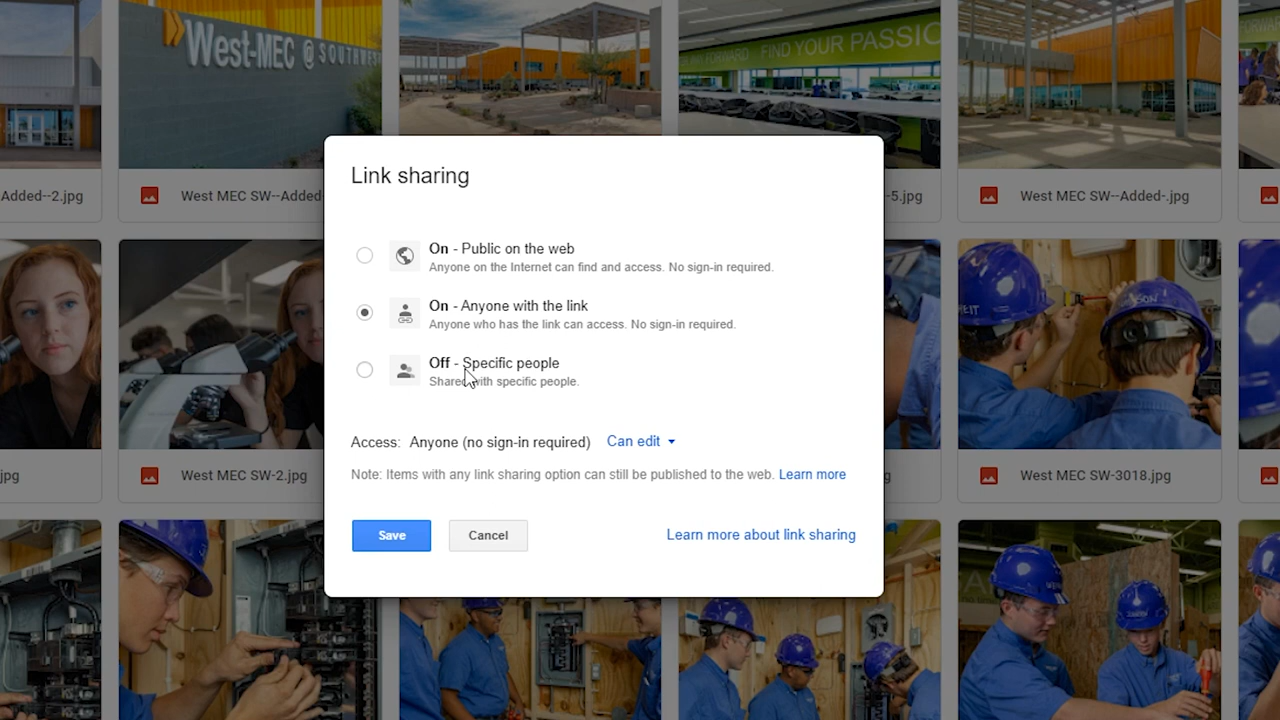 West-MEC @ SOUTHWEST
FORWARD FIND YOUR PASSIO
Added--2.jpg
West MEC SW--Added
-5.jpg
West MEC SW--Added-.jpg
Link sharing
On - Public on the web
Anyone on the Internet can find and access. No sign-in required.
On - Anyone with the link
Anyone who has the link can access. No sign-in required.
Off - Specific people
Shared with specific people.
Access: Anyone (no sign-in required) Can edit
Note: Items with any link sharing option can still be published to the web. Learn more
jpg
West MEC SW-2.jpg
g
West MEC SW-3018.jpg
Save
Cancel
Learn more about link sharing